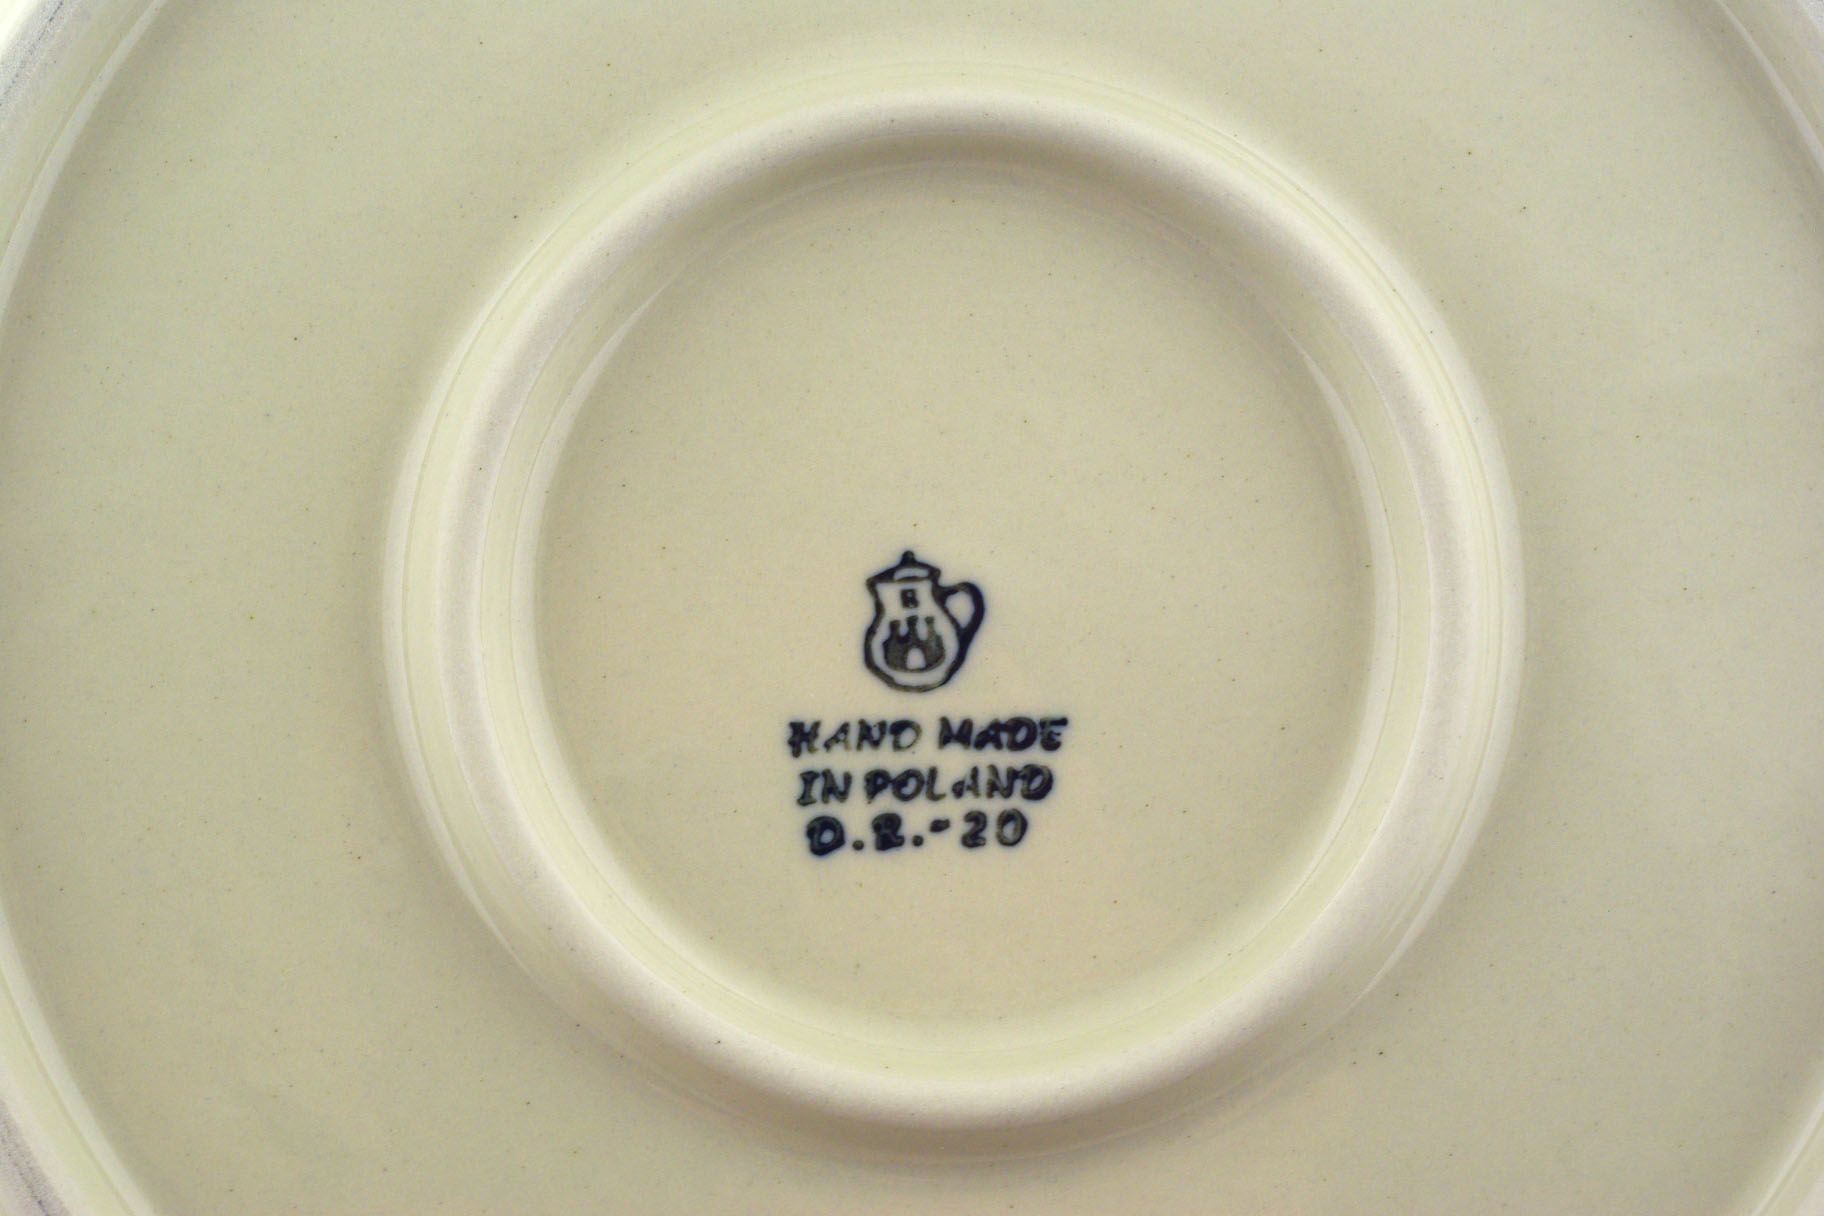 B
HAND MADE
IN POLAND
D.R.-20